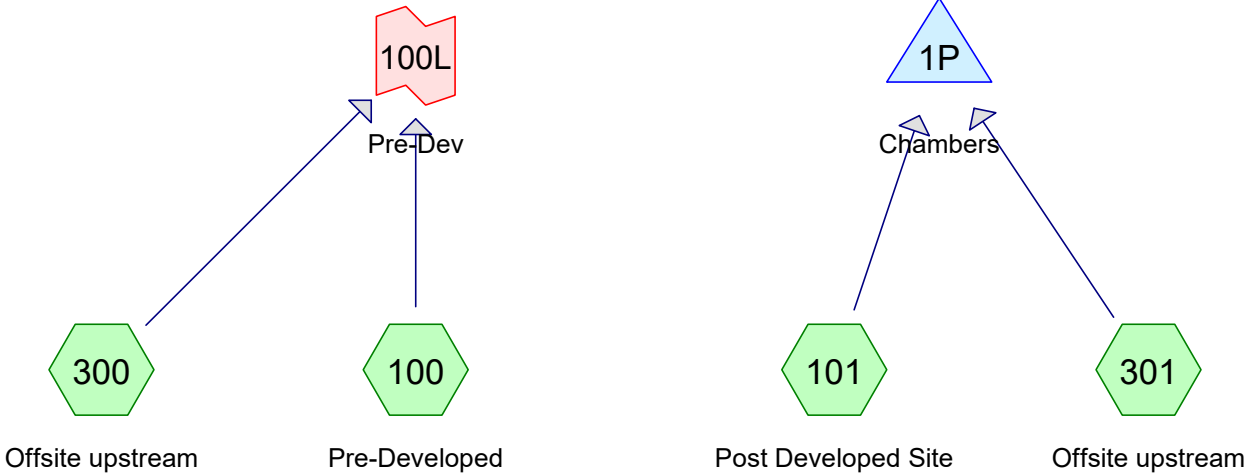 100L
1P
Pre-Dev
Chambers
300
100
101
301
Offsite upstream
Pre-Developed
Post Developed Site
Offsite upstream